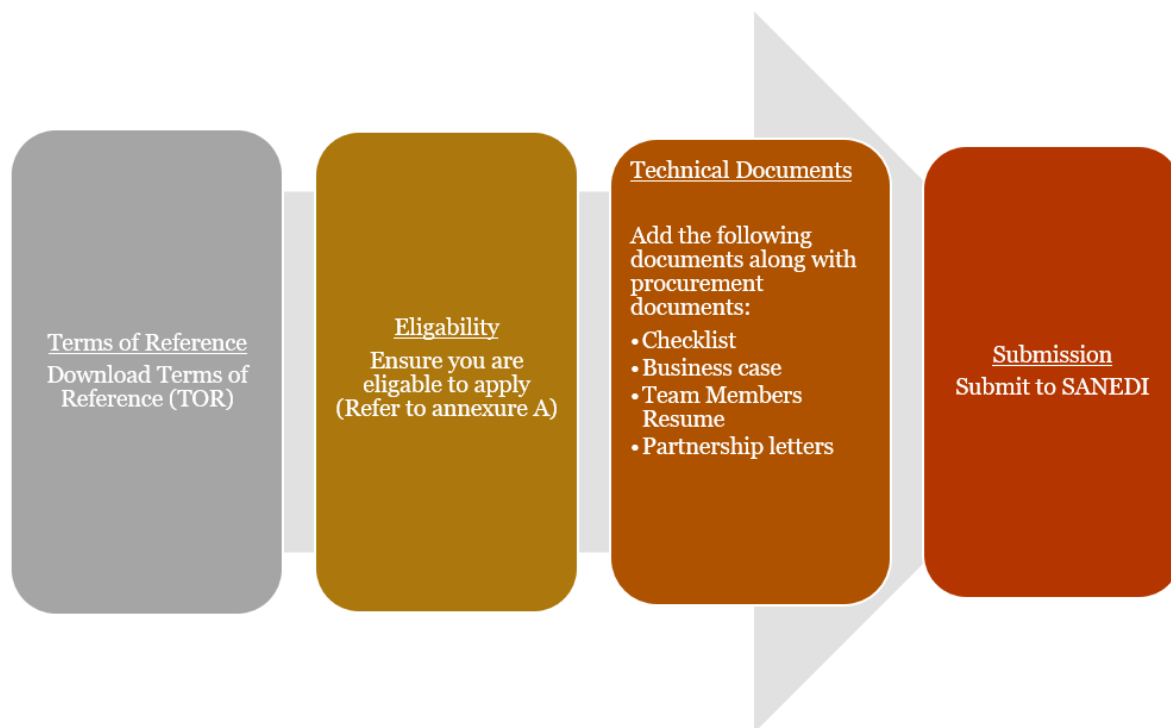 Terms of Reference
Download Terms of
Reference (TOR)
Eligability
Ensure you are
eligable to apply
(Refer to annexure A)
Technical Documents
Add the following
documents along with
procurement
documents:
•Checklist
•Business case
•Team Members
Resume
•Partnership letters
Submission
Submit to SANEDI